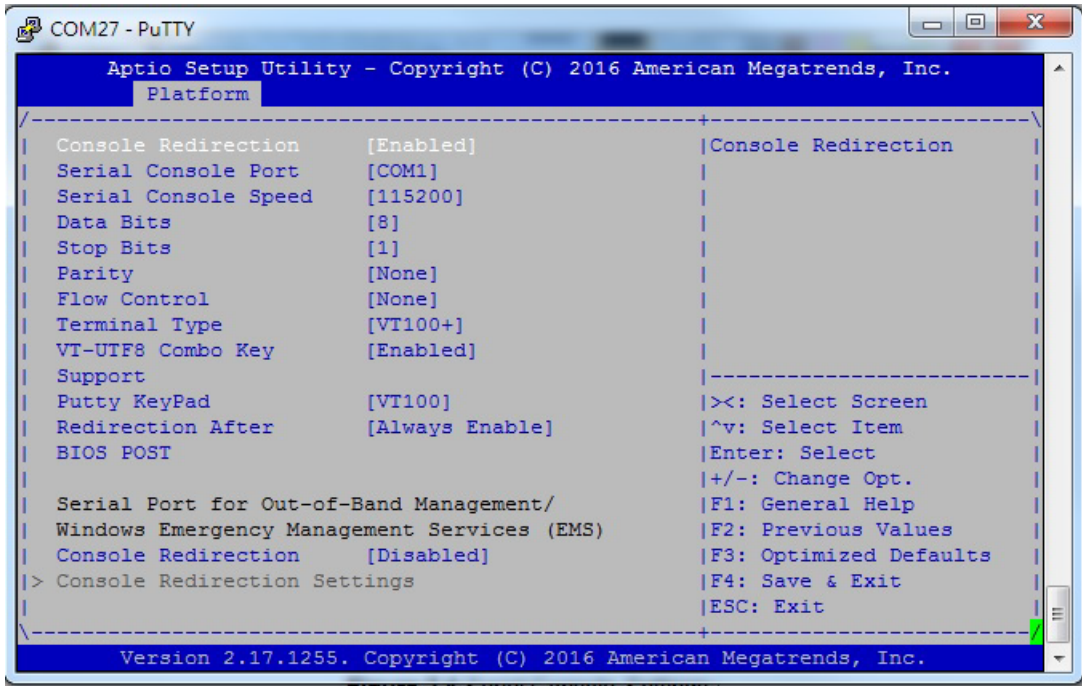 COM27 - PuTTY
Aptio Setup Utility - Copyright (C) 2016 American Megatrends, Inc.
Platform
/----------------------------------------------------+------------------------\
| Console Redirection [Enabled] |Console Redirection |
| Serial Console Port [COM1] | |
| Serial Console Speed [115200] | |
| Data Bits [8] | |
| Stop Bits [1] | |
| Parity [None] | |
| Flow Control [None] | |
| Terminal Type [VT100+] | |
| VT-UTF8 Combo Key [Enabled] | |
| Support |------------------------|
| Putty KeyPad [VT100] |><: Select Screen |
| Redirection After [Always Enable] |^v: Select Item |
| BIOS POST |Enter: Select |
| |+/-: Change Opt. |
| Serial Port for Out-of-Band Management/ |F1: General Help |
| Windows Emergency Management Services (EMS) |F2: Previous Values |
| Console Redirection [Disabled] |F3: Optimized Defaults |
|> Console Redirection Settings |F4: Save & Exit |
| |ESC: Exit |
\----------------------------------------------------+------------------------/
Version 2.17.1255. Copyright (C) 2016 American Megatrends, Inc.